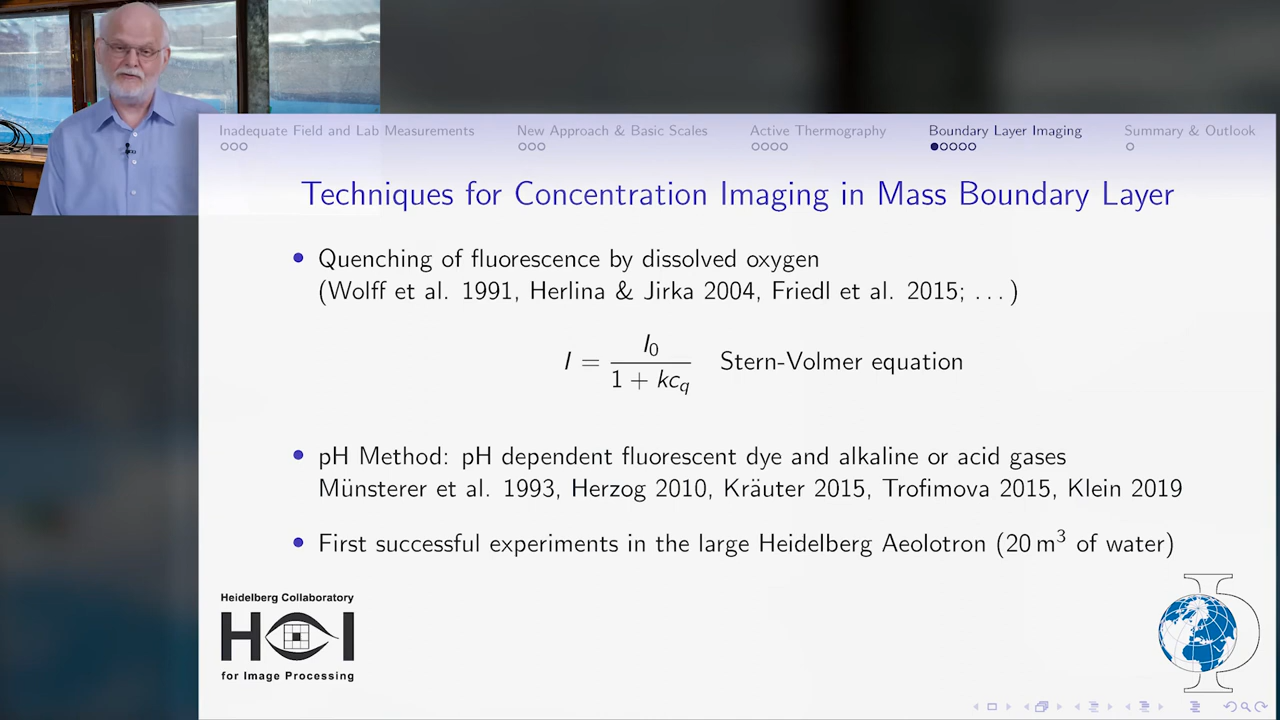 Inadequate Field and Lab Measurements
New Approach & Basic Scales
Active Thermography
Boundary Layer Imaging
Summary & Outlook
Techniques for Concentration Imaging in Mass Boundary Layer
• Quenching of fluorescence by dissolved oxygen
(Wolff et al. 1991, Herlina & Jirka 2004, Friedl et al. 2015; ...)
I = I₀ / (1 + kc_q) Stern-Volmer equation
• pH Method: pH dependent fluorescent dye and alkaline or acid gases
Münsterer et al. 1993, Herzog 2010, Kräuter 2015, Trofimova 2015, Klein 2019
• First successful experiments in the large Heidelberg Aeolotron (20 m³ of water)
Heidelberg Collaboratory
HCI
for Image Processing